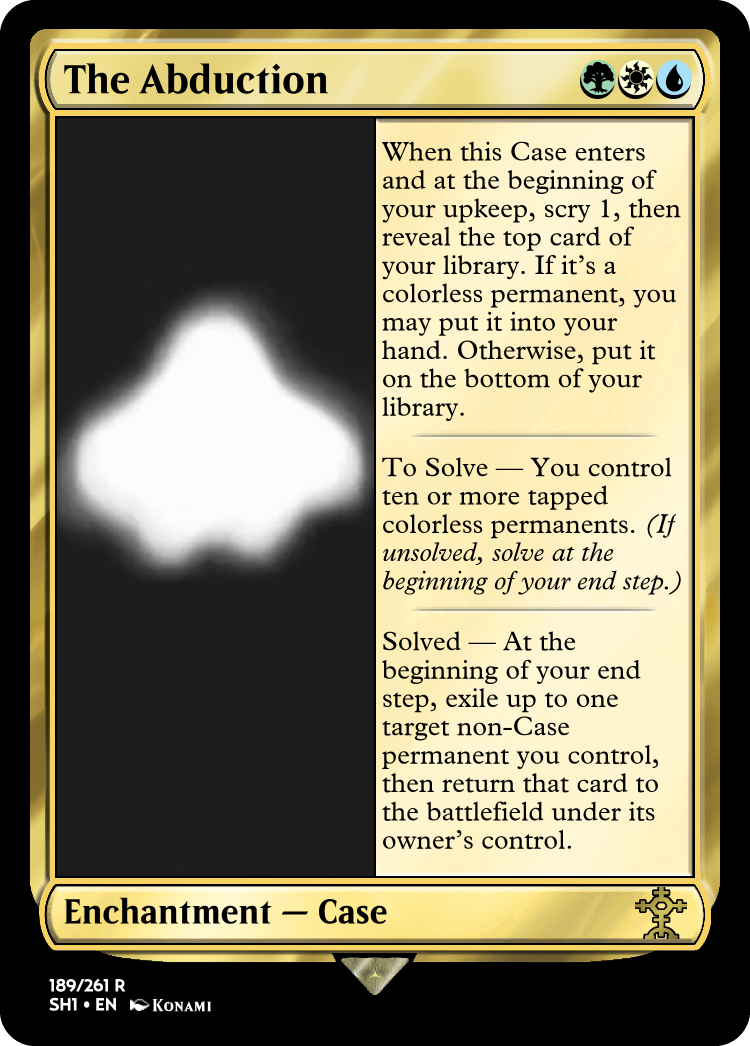 The Abduction
When this Case enters
and at the beginning of
your upkeep, scry 1, then
reveal the top card of
your library. If it's a
colorless permanent, you
may put it into your
hand. Otherwise, put it
on the bottom of your
library.
To Solve — You control
ten or more tapped
colorless permanents. (If
unsolved, solve at the
beginning of your end step.)
Solved — At the
beginning of your end
step, exile up to one
target non-Case
permanent you control,
then return that card to
the battlefield under its
owner's control.
Enchantment — Case
189/261 R
SH1 • EN KONAMI